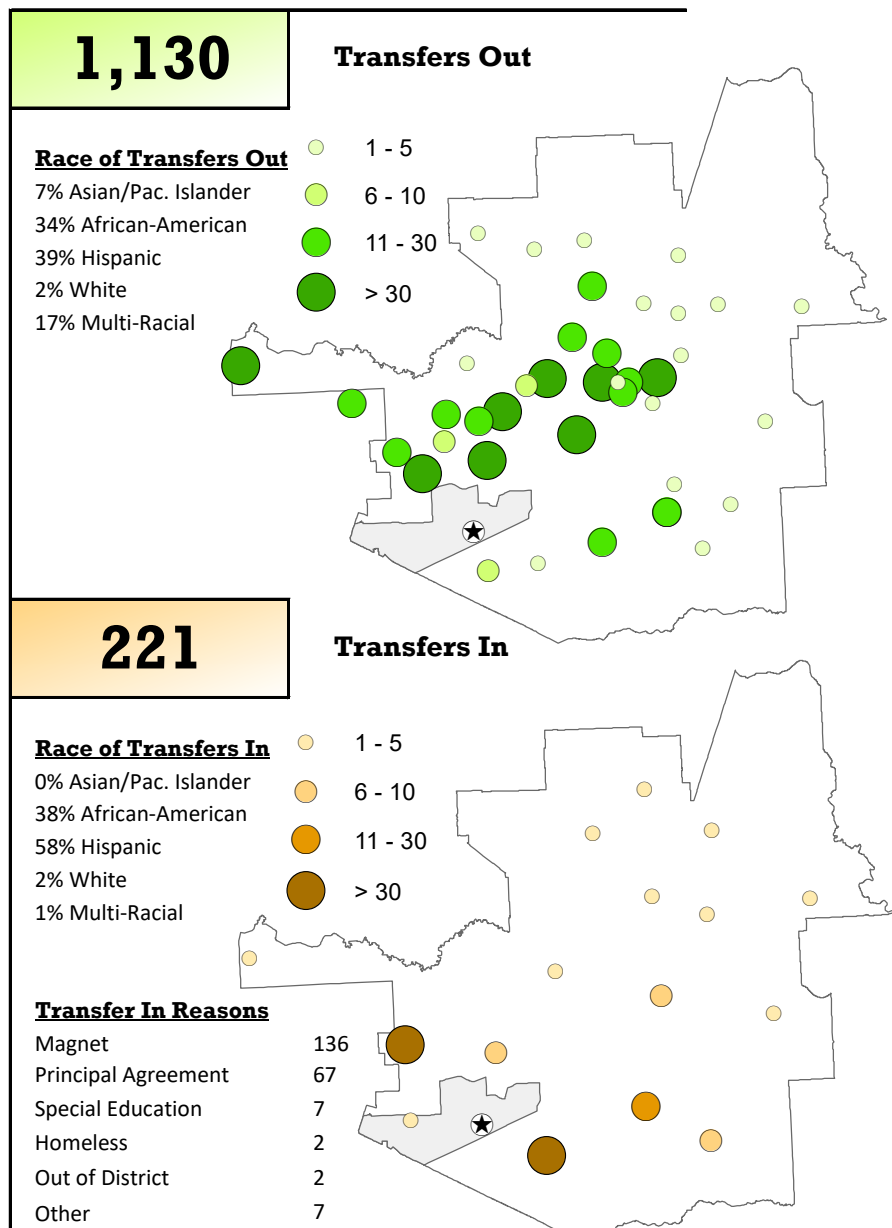 1,130
Transfers Out
Race of Transfers Out
7% Asian/Pac. Islander
34% African-American
39% Hispanic
2% White
17% Multi-Racial
1 - 5
6 - 10
11 - 30
> 30
221
Transfers In
Race of Transfers In
0% Asian/Pac. Islander
38% African-American
58% Hispanic
2% White
1% Multi-Racial
1 - 5
6 - 10
11 - 30
> 30
Transfer In Reasons
Magnet 136
Principal Agreement 67
Special Education 7
Homeless 2
Out of District 2
Other 7